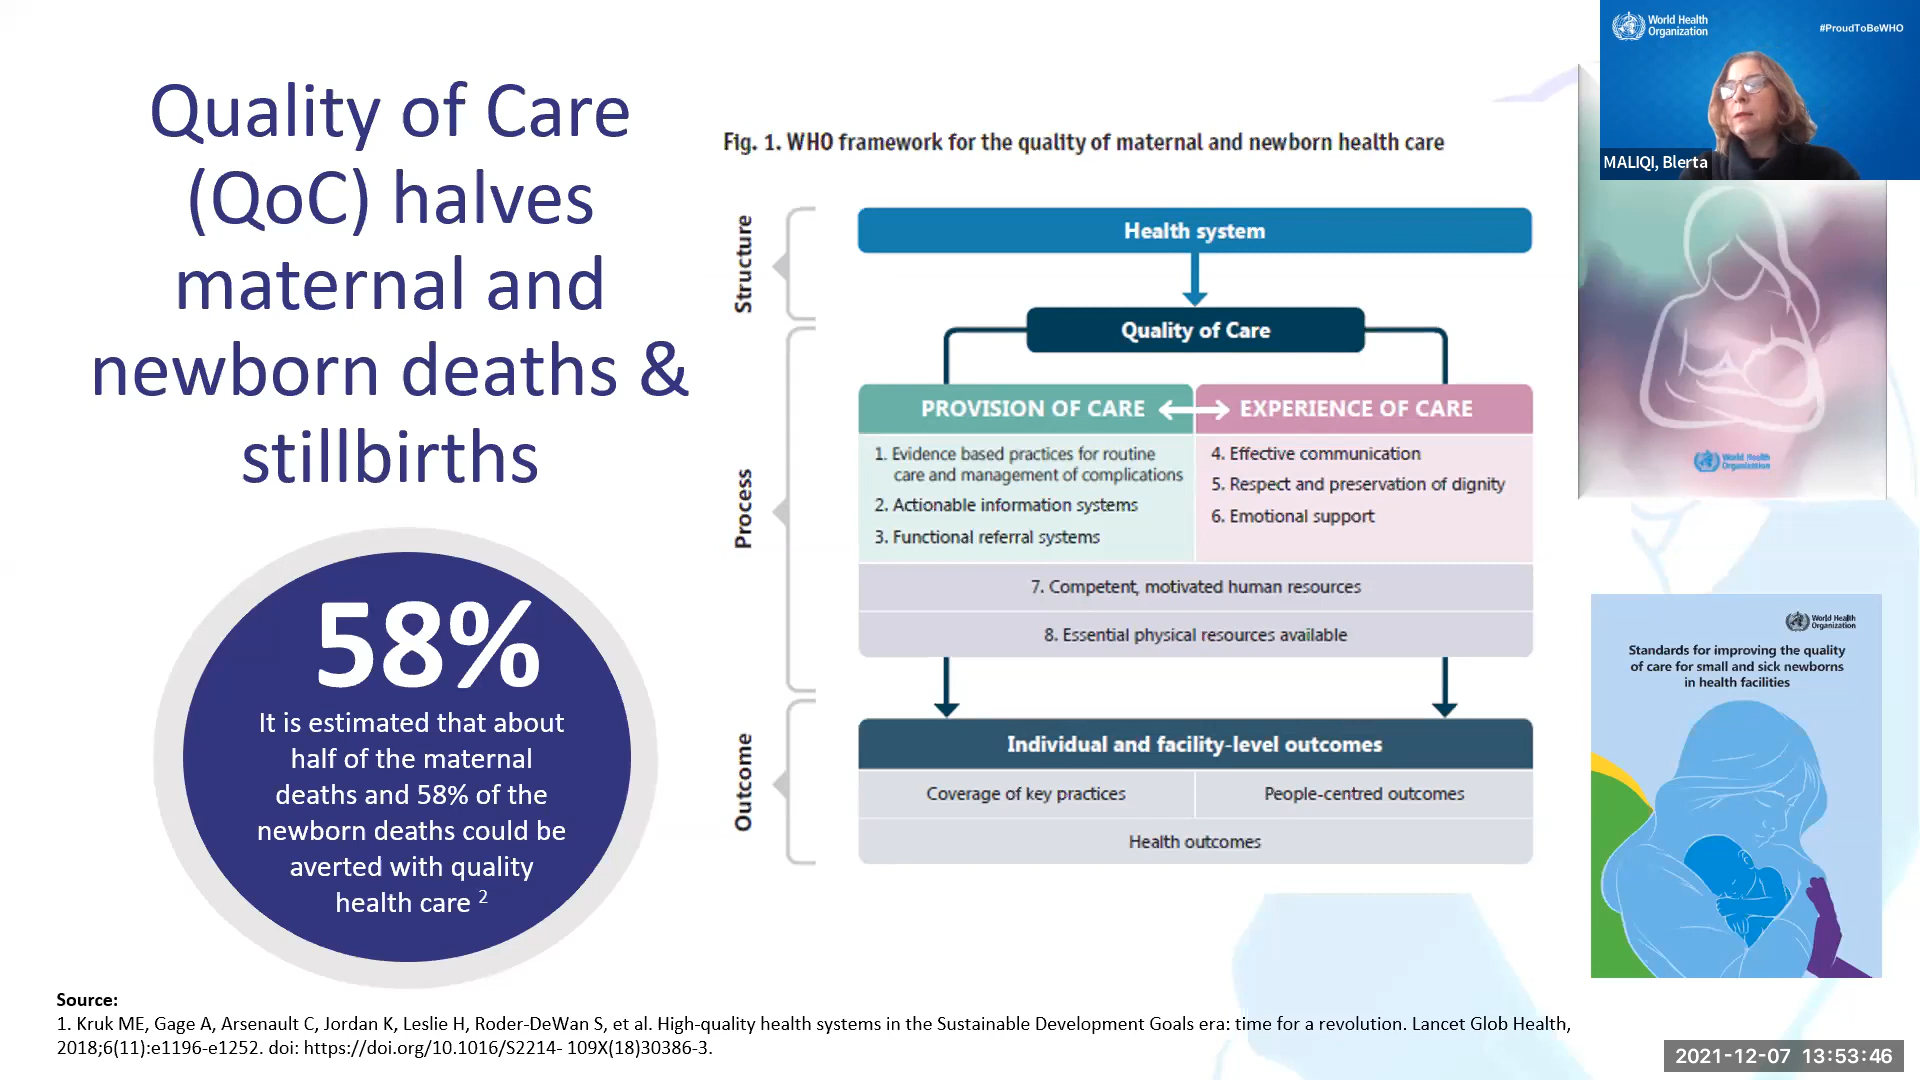 Quality of Care
(QoC) halves
maternal and
newborn deaths &
stillbirths
58%
It is estimated that about
half of the maternal
deaths and 58% of the
newborn deaths could be
averted with quality
health care 2
Fig. 1. WHO framework for the quality of maternal and newborn health care
Structure
Health system
Quality of Care
Process
PROVISION OF CARE
EXPERIENCE OF CARE
1. Evidence based practices for routine
care and management of complications
2. Actionable information systems
3. Functional referral systems
4. Effective communication
5. Respect and preservation of dignity
6. Emotional support
7. Competent, motivated human resources
8. Essential physical resources available
Outcome
Individual and facility-level outcomes
Coverage of key practices
People-centred outcomes
Health outcomes
World Health
Organization
#ProudToBeWHO
MALIQI, Blerta
World Health
Organization
World Health
Organization
Standards for improving the quality
of care for small and sick newborns
in health facilities
Source:
1. Kruk ME, Gage A, Arsenault C, Jordan K, Leslie H, Roder-DeWan S, et al. High-quality health systems in the Sustainable Development Goals era: time for a revolution. Lancet Glob Health,
2018;6(11):e1196-e1252. doi: https://doi.org/10.1016/S2214- 109X(18)30386-3.
2021-12-07 13:53:46